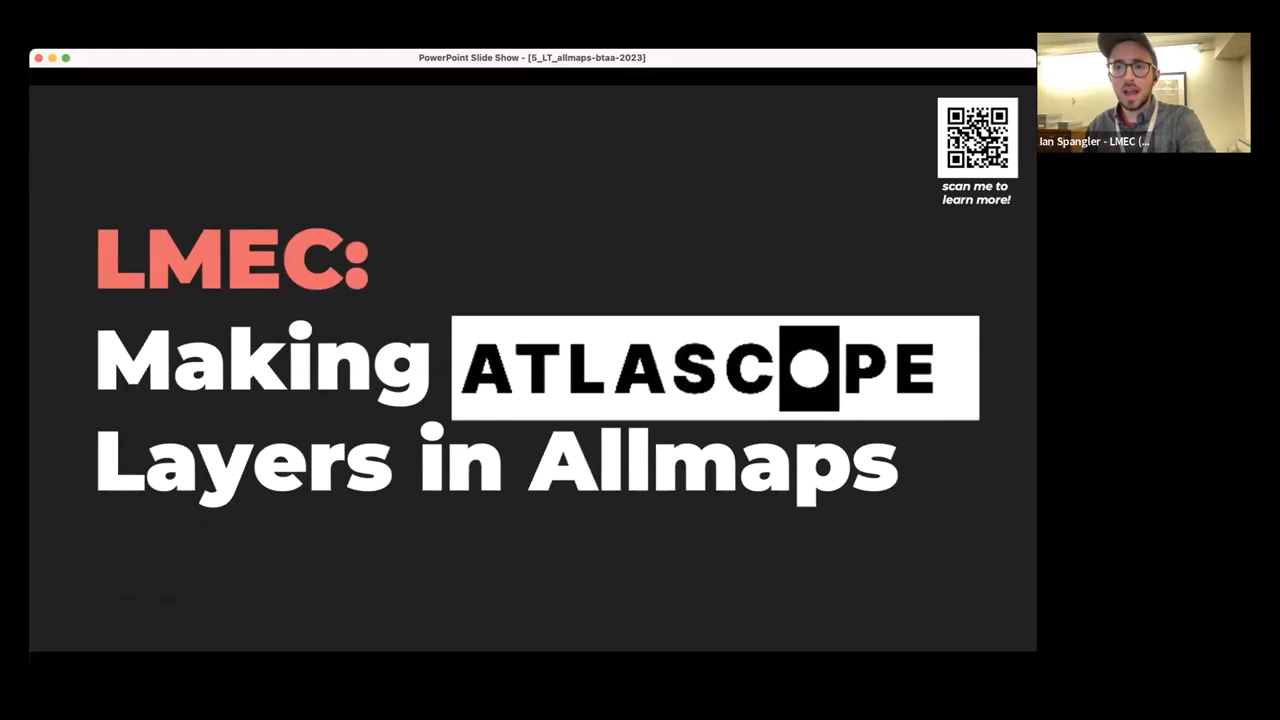 PowerPoint Slide Show - [5_LT_allmaps-btaa-2023]
scan me to
learn more!
Ian Spangler - LMEC (...
LMEC:
Making ATLASCOPE
Layers in Allmaps